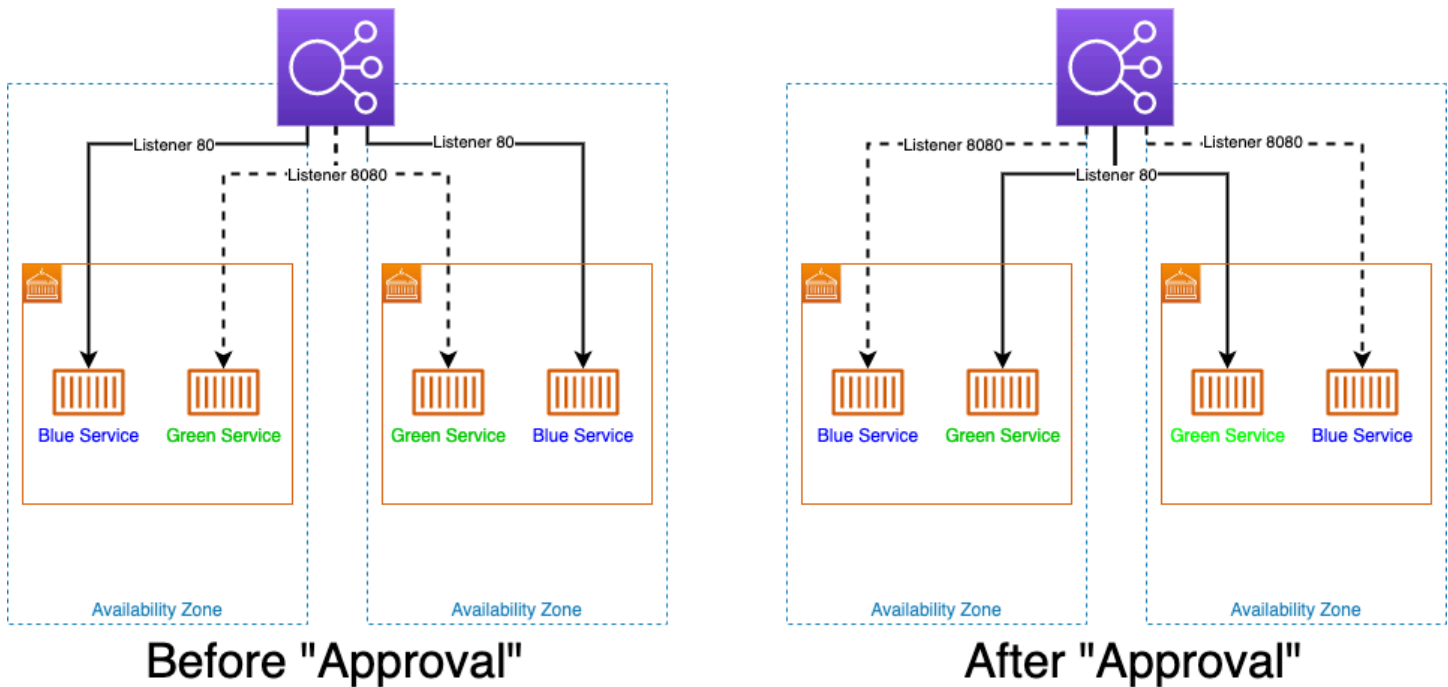 Listener 80
Listener 80
Listener 8080
Blue Service
Green Service
Green Service
Blue Service
Availability Zone
Availability Zone
Before "Approval"
Listener 8080
Listener 8080
Listener 80
Blue Service
Green Service
Green Service
Blue Service
Availability Zone
Availability Zone
After "Approval"